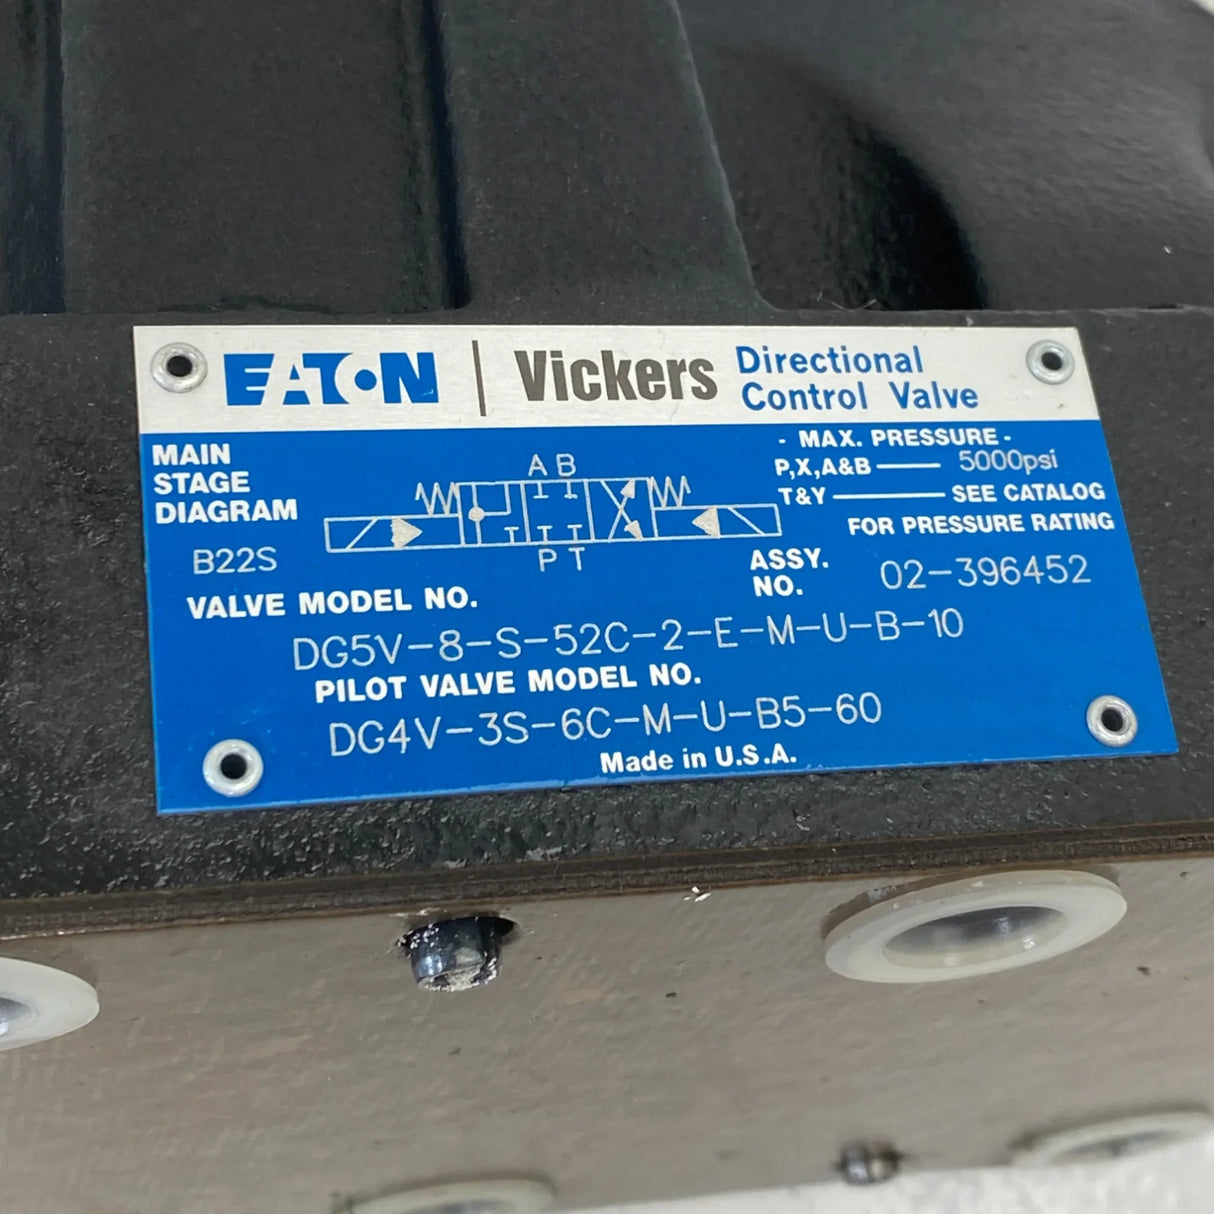 EATON | Vickers Directional Control Valve
MAIN
STAGE
DIAGRAM
B22S
A B
P T
- MAX. PRESSURE -
P,X,A&B — 5000psi
T&Y — SEE CATALOG
FOR PRESSURE RATING
ASSY.
NO. 02-396452
VALVE MODEL NO.
DG5V-8-S-52C-2-E-M-U-B-10
PILOT VALVE MODEL NO.
DG4V-3S-6C-M-U-B5-60
Made in U.S.A.